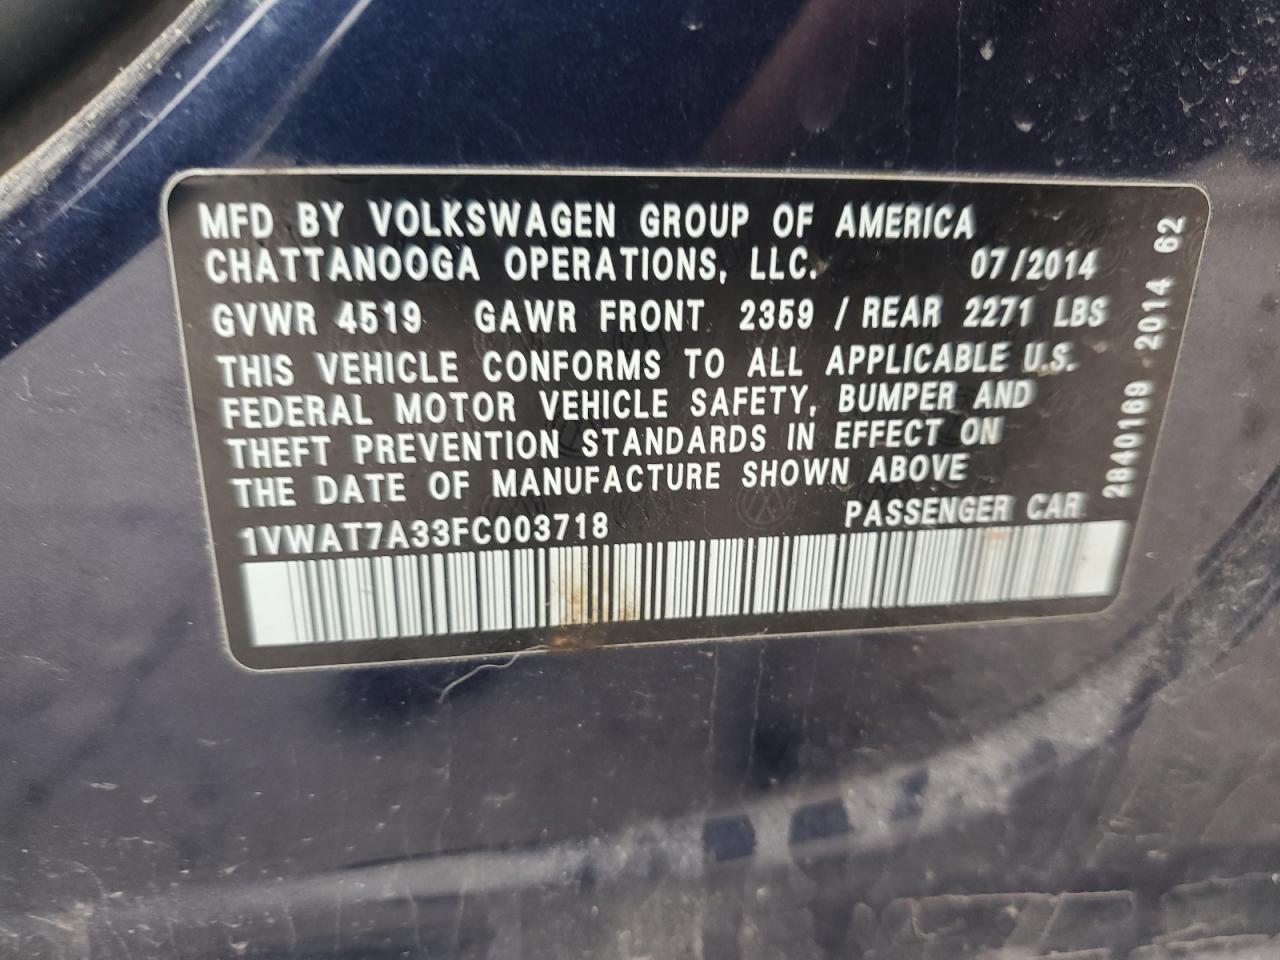 MFD BY VOLKSWAGEN GROUP OF AMERICA
CHATTANOOGA OPERATIONS, LLC. 07/2014
GVWR 4519 GAWR FRONT 2359 / REAR 2271 LBS
THIS VEHICLE CONFORMS TO ALL APPLICABLE U.S.
FEDERAL MOTOR VEHICLE SAFETY, BUMPER AND
THEFT PREVENTION STANDARDS IN EFFECT ON
THE DATE OF MANUFACTURE SHOWN ABOVE
1VWAT7A33FC003718 PASSENGER CAR
2840169 2014 62